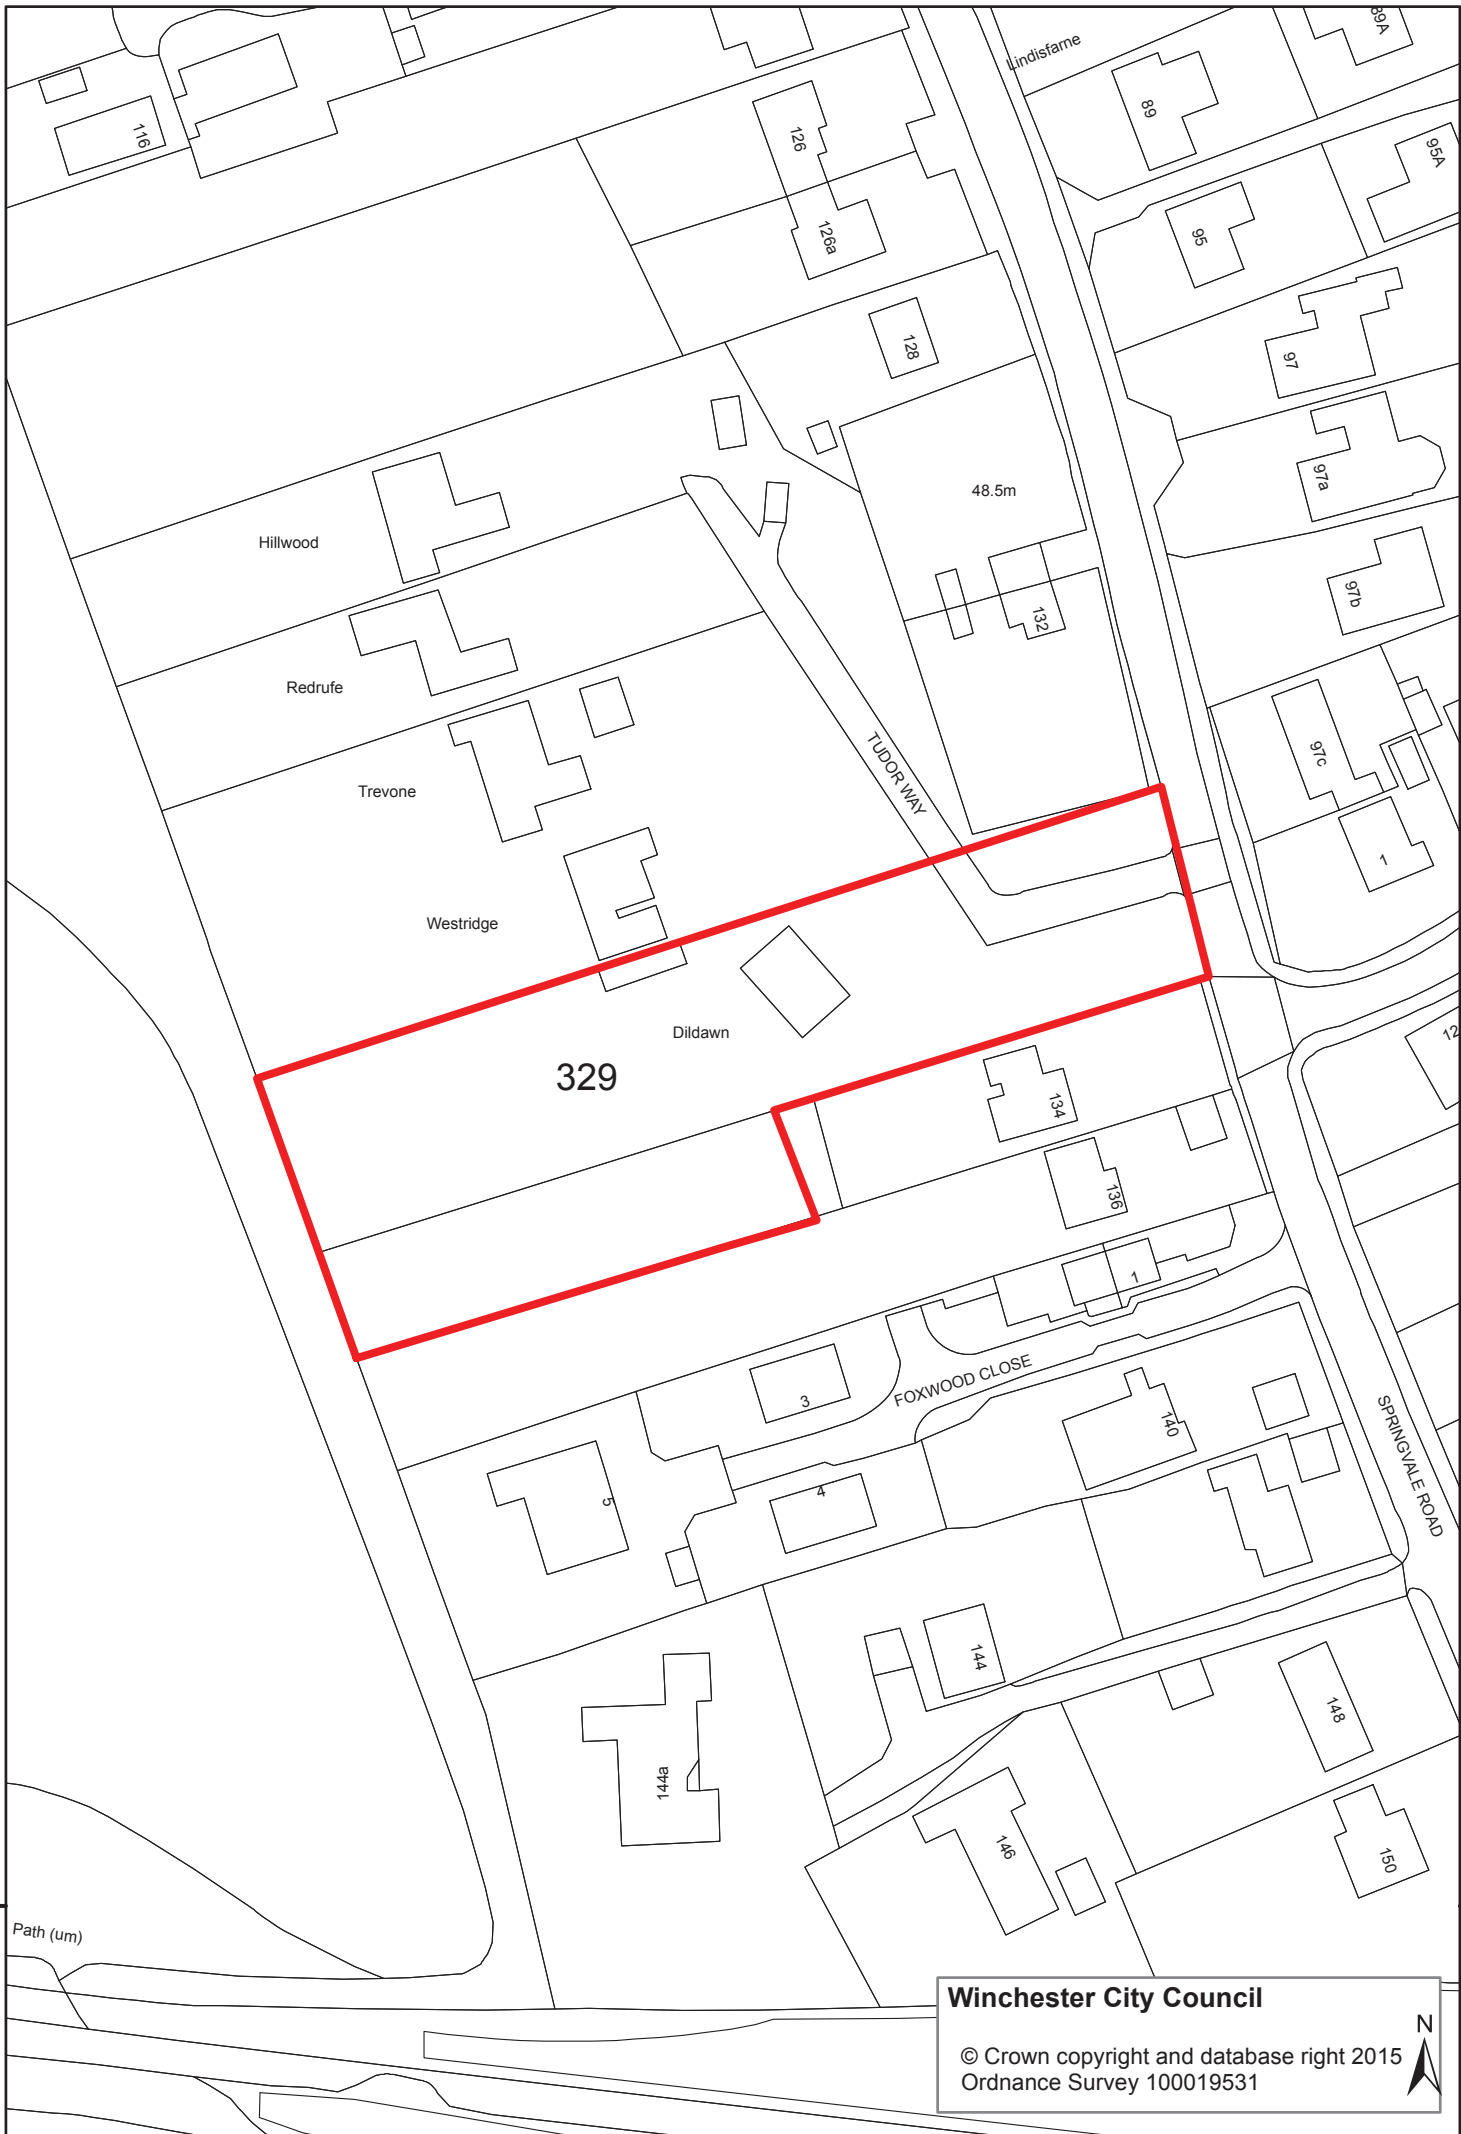 Lindisfarne
89A
89
116
126
95A
126a
95
128
97
97a
48.5m
Hillwood
97b
132
Redrufe
97c
TUDOR WAY
Trevone
1
Westridge
Dildawn
12
329
134
136
1
FOXWOOD CLOSE
3
140
SPRINGVALE ROAD
4
5
144
148
144a
146
150
Path (um)
Winchester City Council
N
© Crown copyright and database right 2015
Ordnance Survey 100019531